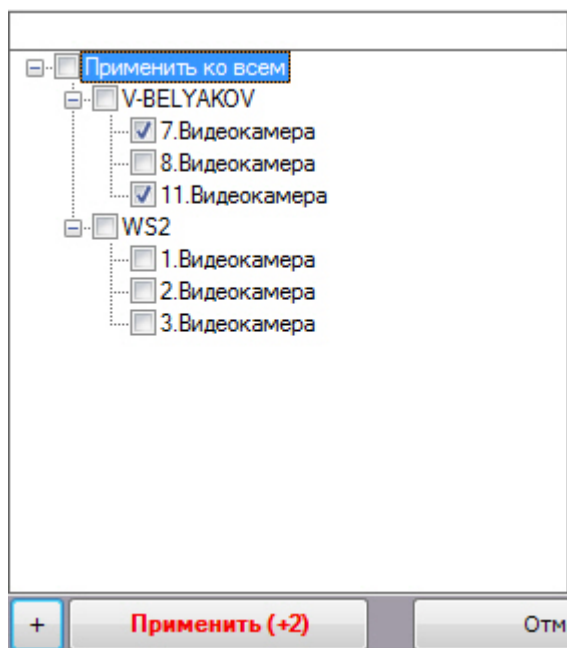 Применить ко всем
V-BELYAKOV
7.Видеокамера
8.Видеокамера
11.Видеокамера
WS2
1.Видеокамера
2.Видеокамера
3.Видеокамера
+ Применить (+2) Отм